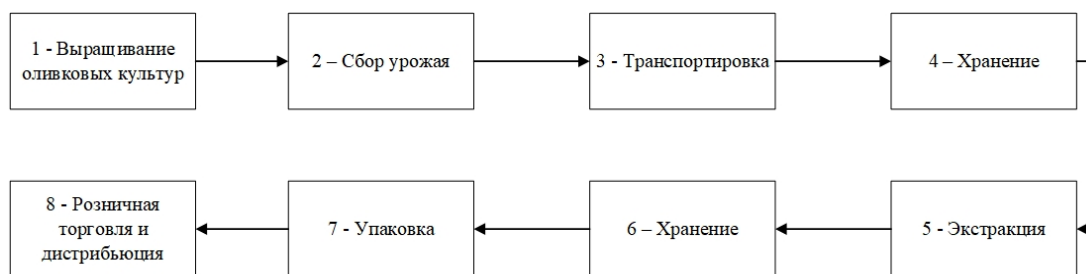 1 - Выращивание
оливковых культур
2 – Сбор урожая
3 - Транспортировка
4 – Хранение
5 - Экстракция
6 – Хранение
7 - Упаковка
8 - Розничная
торговля и
дистрибьюция